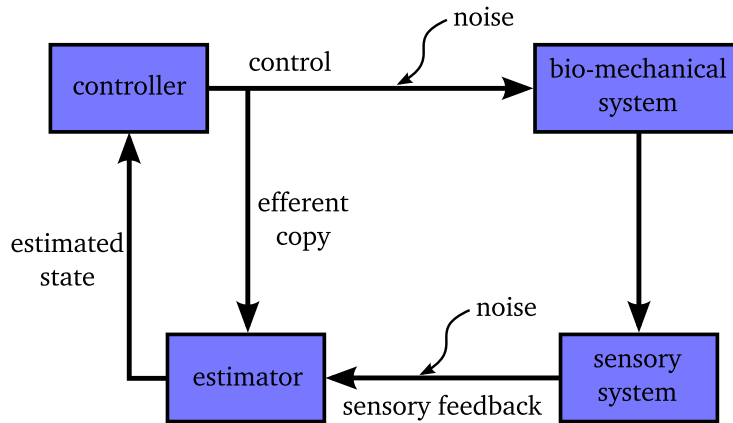 noise
control
controller
bio-mechanical
system
efferent
copy
estimated
state
noise
estimator
sensory
system
sensory feedback